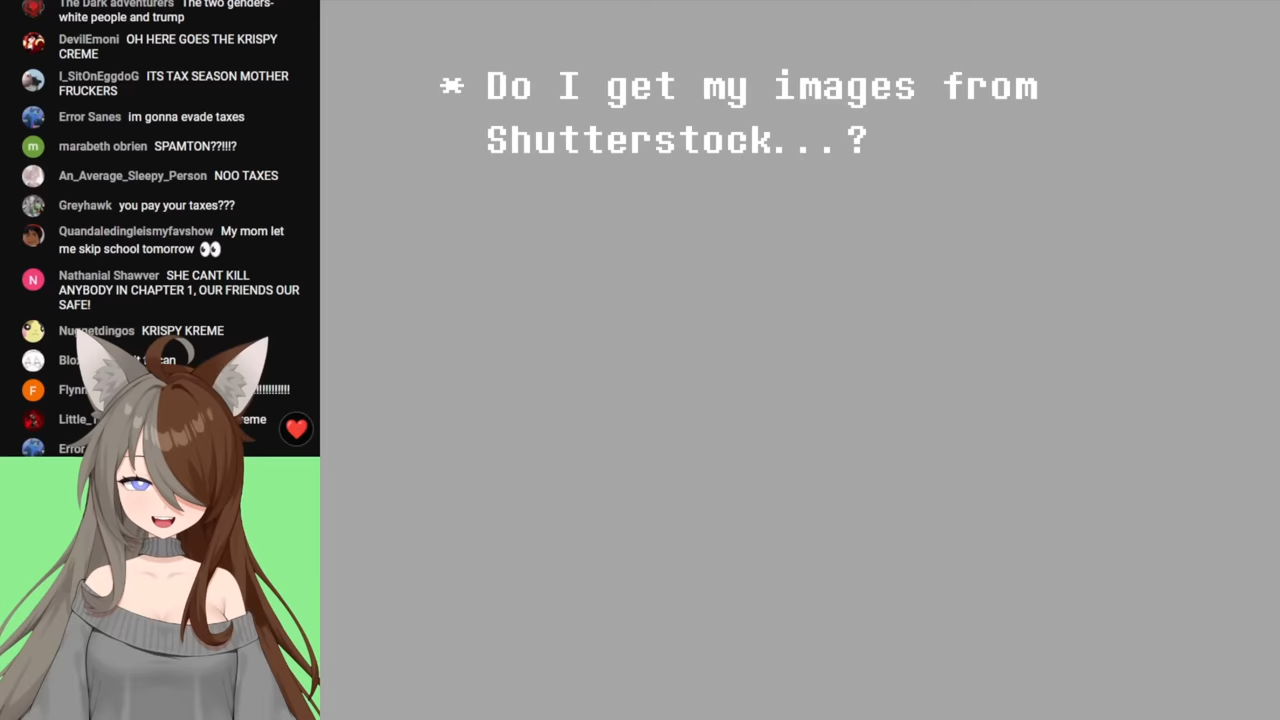 The Dark adventurers The two genders-
white people and trump
DevilEmoni OH HERE GOES THE KRISPY
CREME
I_SitOnEggdoG ITS TAX SEASON MOTHER
FRUCKERS
Error Sanes im gonna evade taxes
m
marabeth obrien SPAMTON??!!!?
An_Average_Sleepy_Person NOO TAXES
Greyhawk you pay your taxes???
Quandaledingleismyfavshow My mom let
me skip school tomorrow 👀
N
Nathanial Shawver SHE CANT KILL
ANYBODY IN CHAPTER 1, OUR FRIENDS OUR
SAFE!
Nuggetdingos KRISPY KREME
can
F
Error
* Do I get my images from
Shutterstock...?